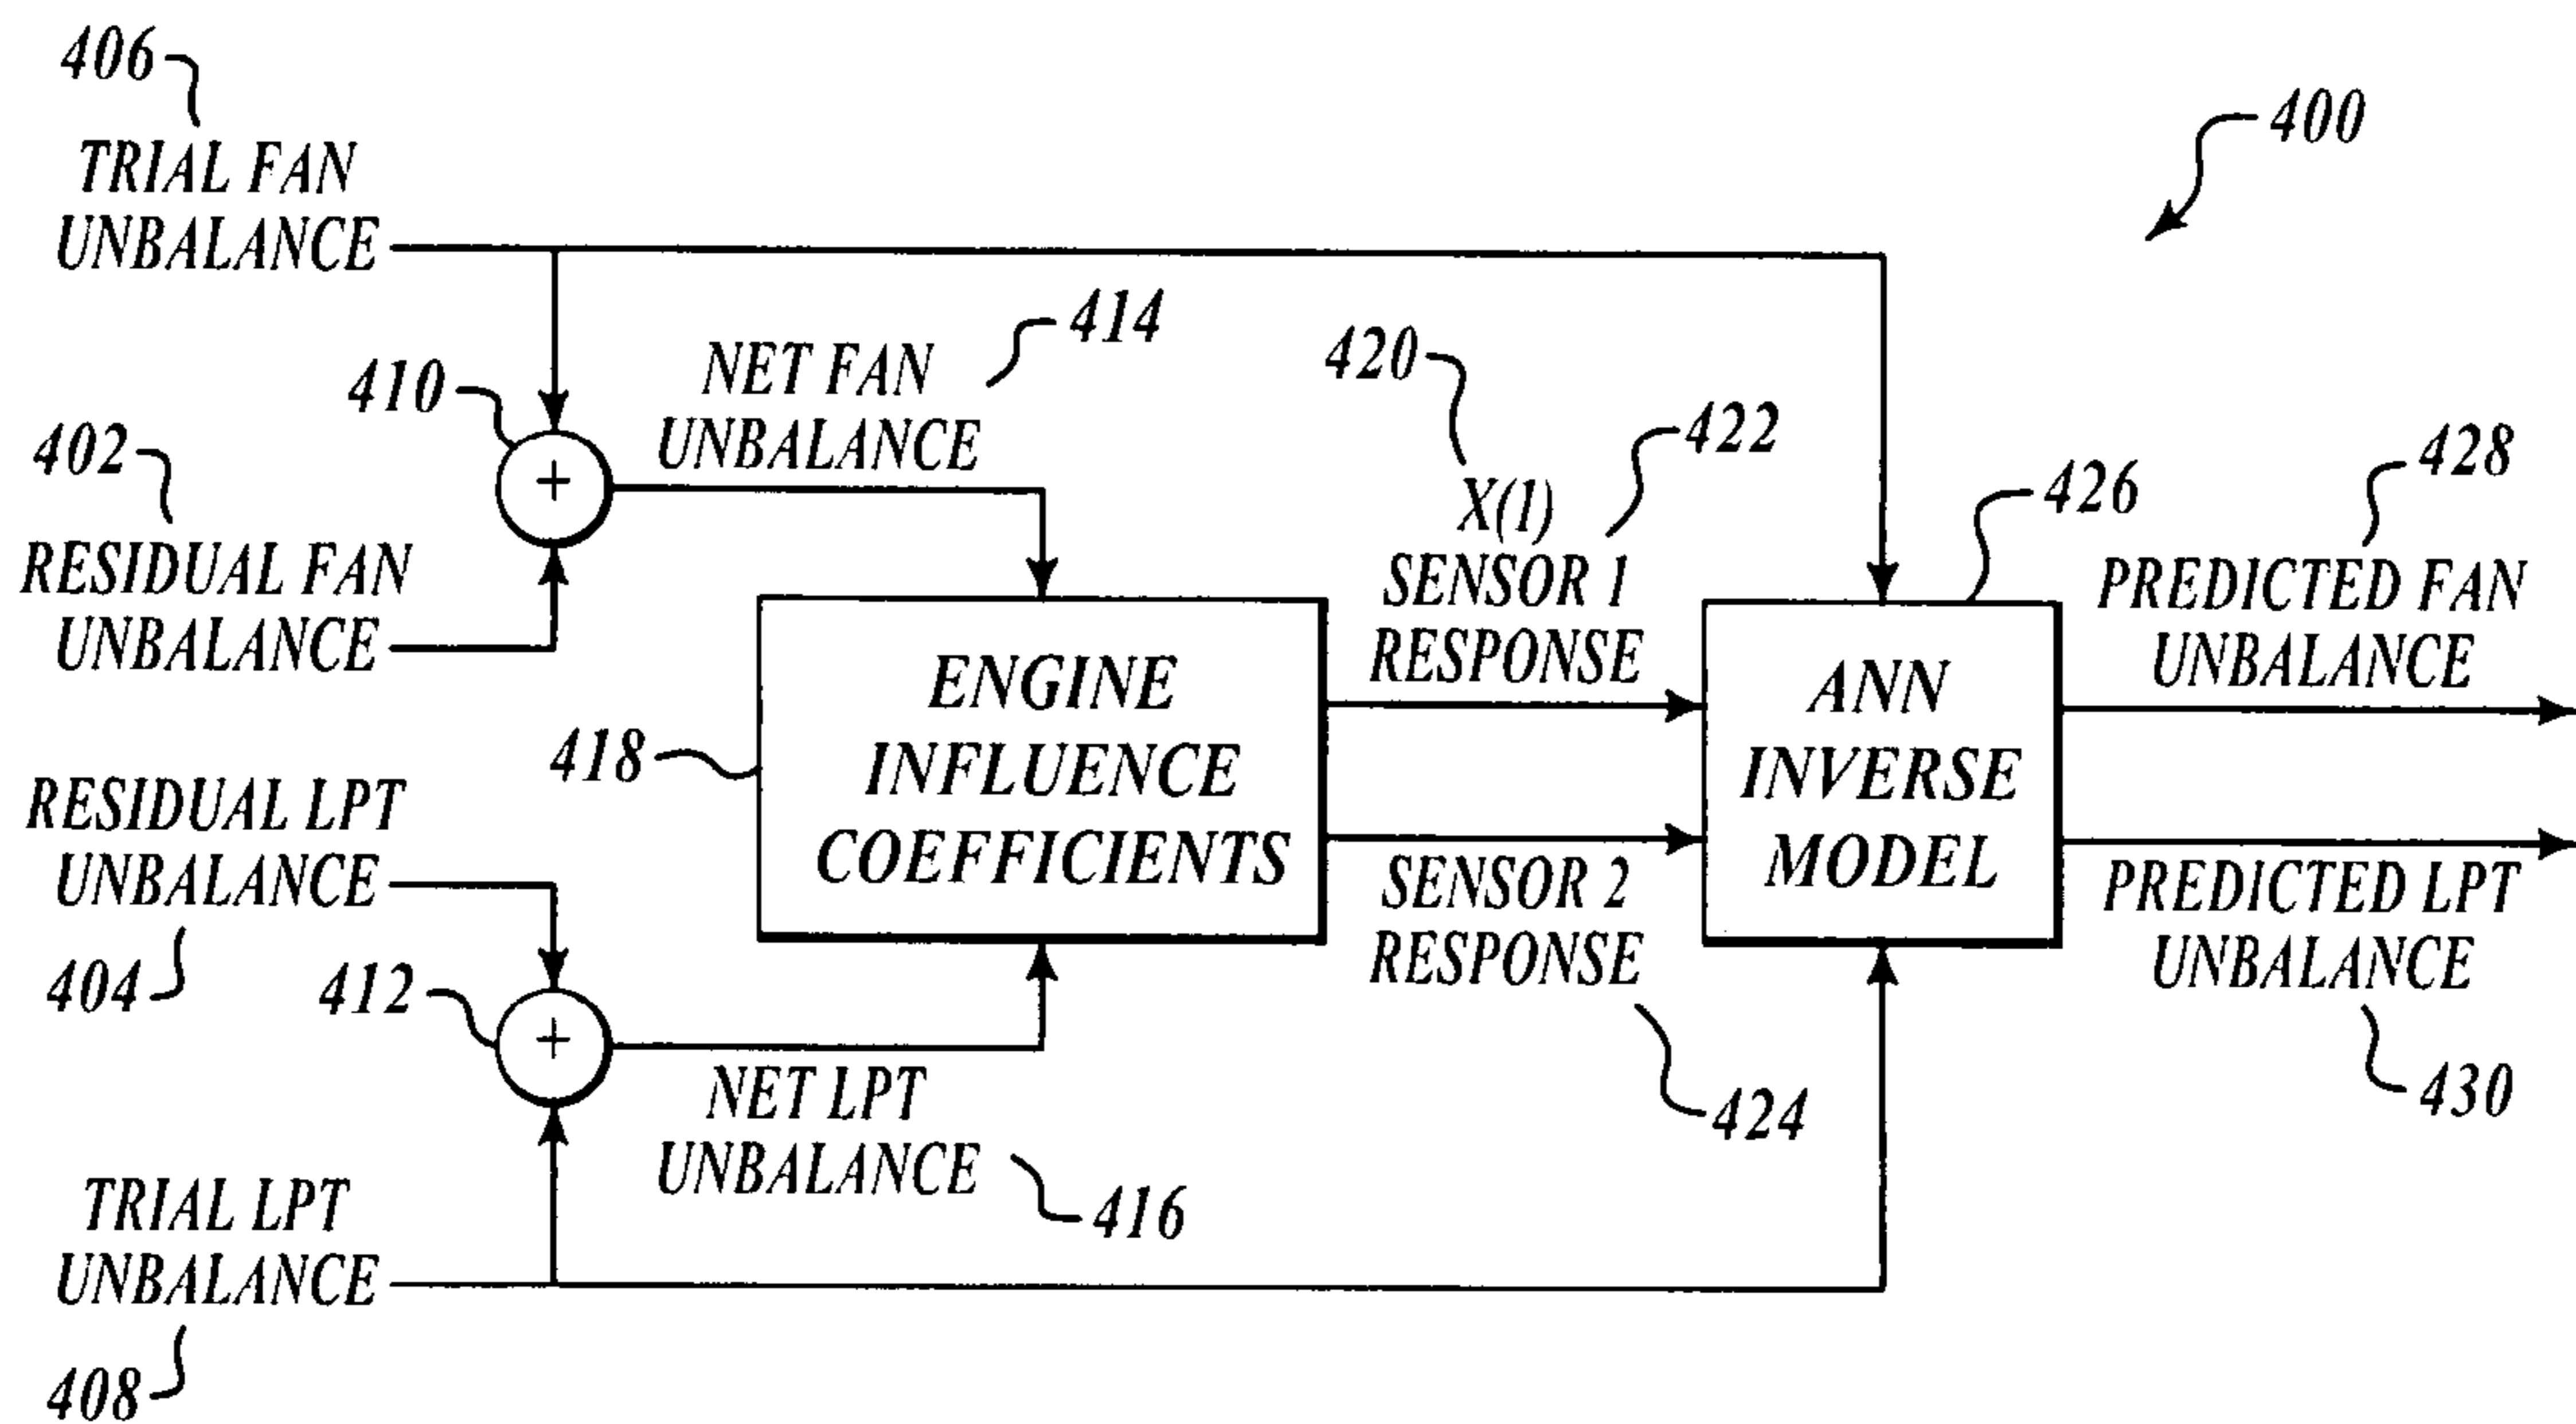 406
TRIAL FAN
UNBALANCE
400
414
NET FAN
UNBALANCE
410
402
RESIDUAL FAN
UNBALANCE
+
420
X(1)
422
SENSOR 1
RESPONSE
426
428
PREDICTED FAN
UNBALANCE
ENGINE
INFLUENCE
COEFFICIENTS
418
ANN
INVERSE
MODEL
RESIDUAL LPT
UNBALANCE
404
412
+
SENSOR 2
RESPONSE
424
PREDICTED LPT
UNBALANCE
430
NET LPT
UNBALANCE
416
TRIAL LPT
UNBALANCE
408